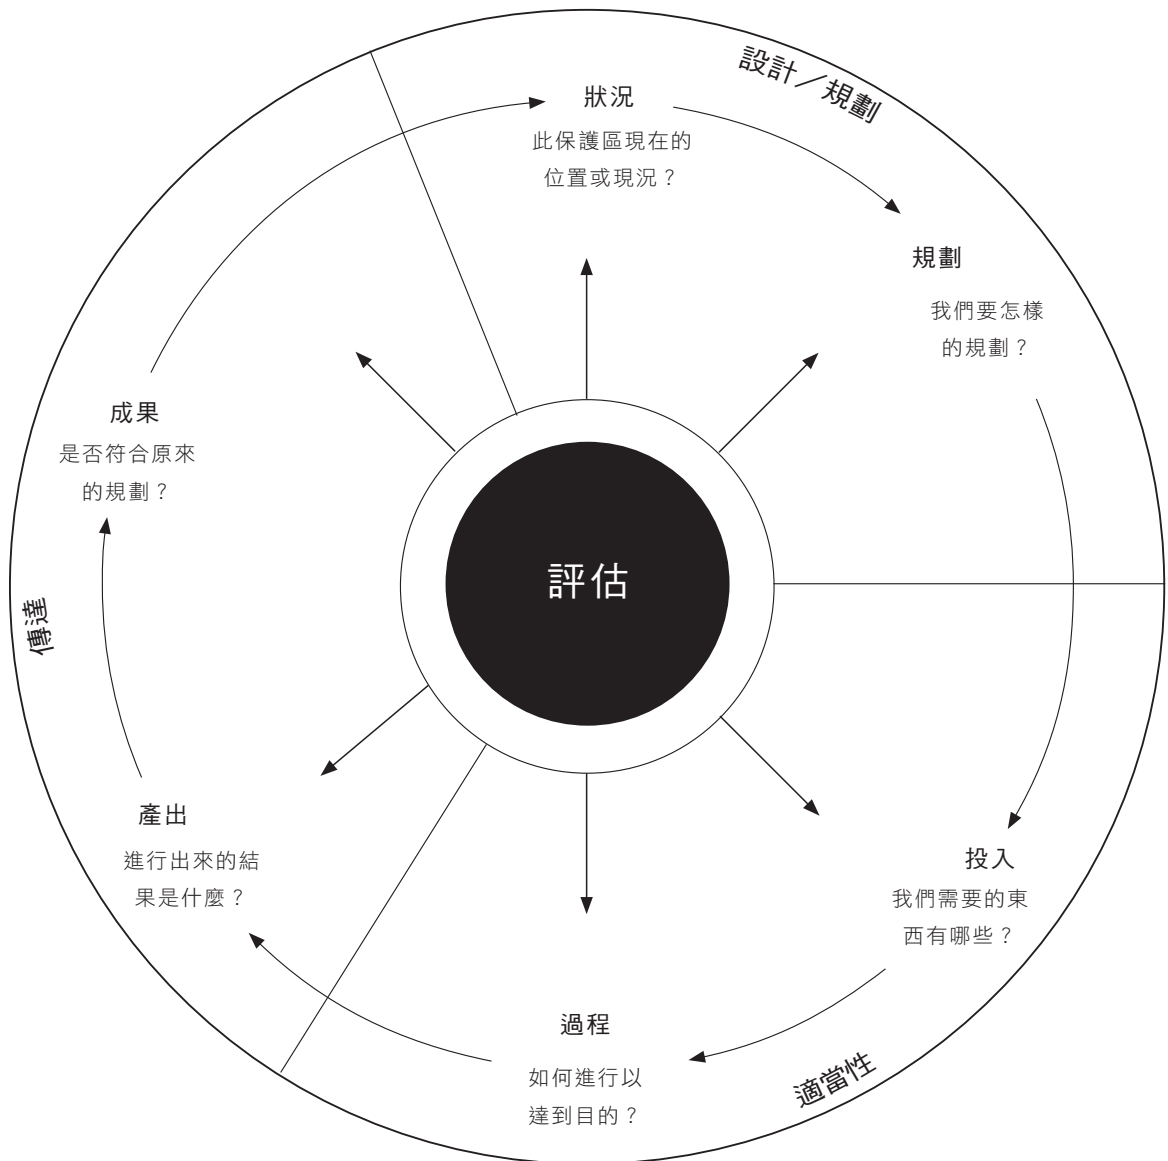 設計／規劃
狀況
此保護區現在的
位置或現況？
規劃
我們要怎樣
的規劃？
成果
是否符合原來
的規劃？
評估
傳達
產出
進行出來的結
果是什麼？
投入
我們需要的東
西有哪些？
過程
如何進行以
達到目的？
適當性